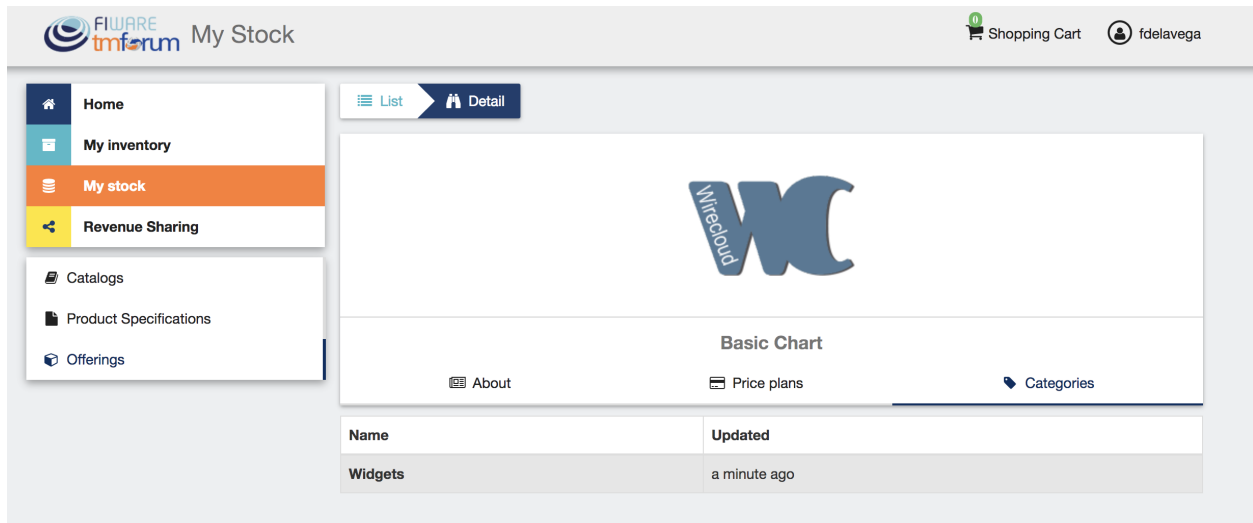 FIWARE
tmforum
My Stock
0
Shopping Cart
fdelavega
Home
My inventory
My stock
Revenue Sharing
Catalogs
Product Specifications
Offerings
List
Detail
Wirecloud
WC
Basic Chart
About
Price plans
Categories
Name Updated
Widgets a minute ago